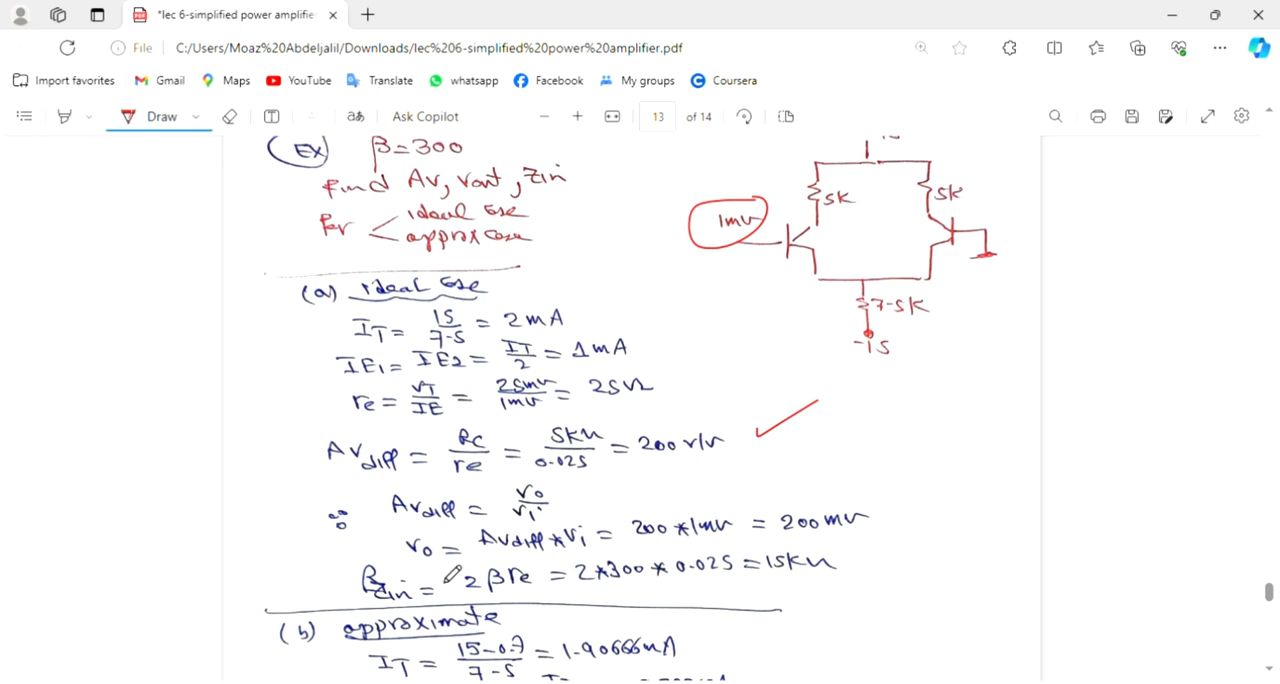 *lec 6-simplified power amplifie
File C:/Users/Moaz%20Abdeljalil/Downloads/lec%206-simplified%20power%20amplifier.pdf
Import favorites Gmail Maps YouTube Translate whatsapp Facebook My groups Coursera
Draw aあ Ask Copilot 13 of 14
(EX) β=300
find Av, vout, Zin
for ideal case
approx case
1mv
5K
5K
7-5K
-15
(a) ideal case
IT = 15/7-5 = 2mA
IE1 = IE2 = IT/2 = 1mA
re = VT/IE = 25mv/1mv = 25Ω
Avdiff = Rc/re = 5KΩ/0.025 = 200 v/v
∴ Avdiff = vo/vi
vo = Avdiff*vi = 200*1mv = 200mv
Zin = 2βre = 2*300*0.025 = 15KΩ
(b) approximate
IT = 15-0.7/7-5 = 1.90666mA